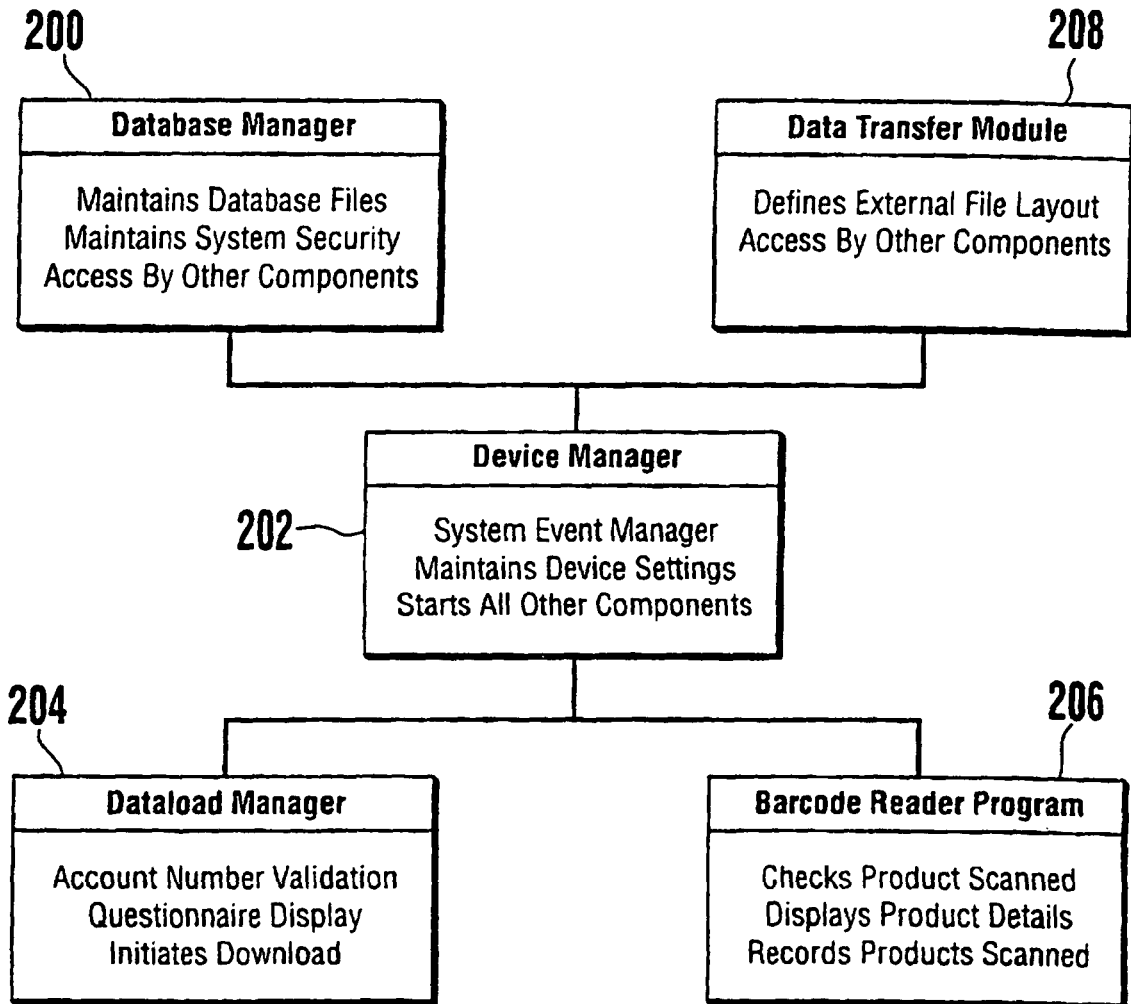 200
208
Database Manager
Maintains Database Files
Maintains System Security
Access By Other Components
Data Transfer Module
Defines External File Layout
Access By Other Components
202
Device Manager
System Event Manager
Maintains Device Settings
Starts All Other Components
204
206
Dataload Manager
Account Number Validation
Questionnaire Display
Initiates Download
Barcode Reader Program
Checks Product Scanned
Displays Product Details
Records Products Scanned